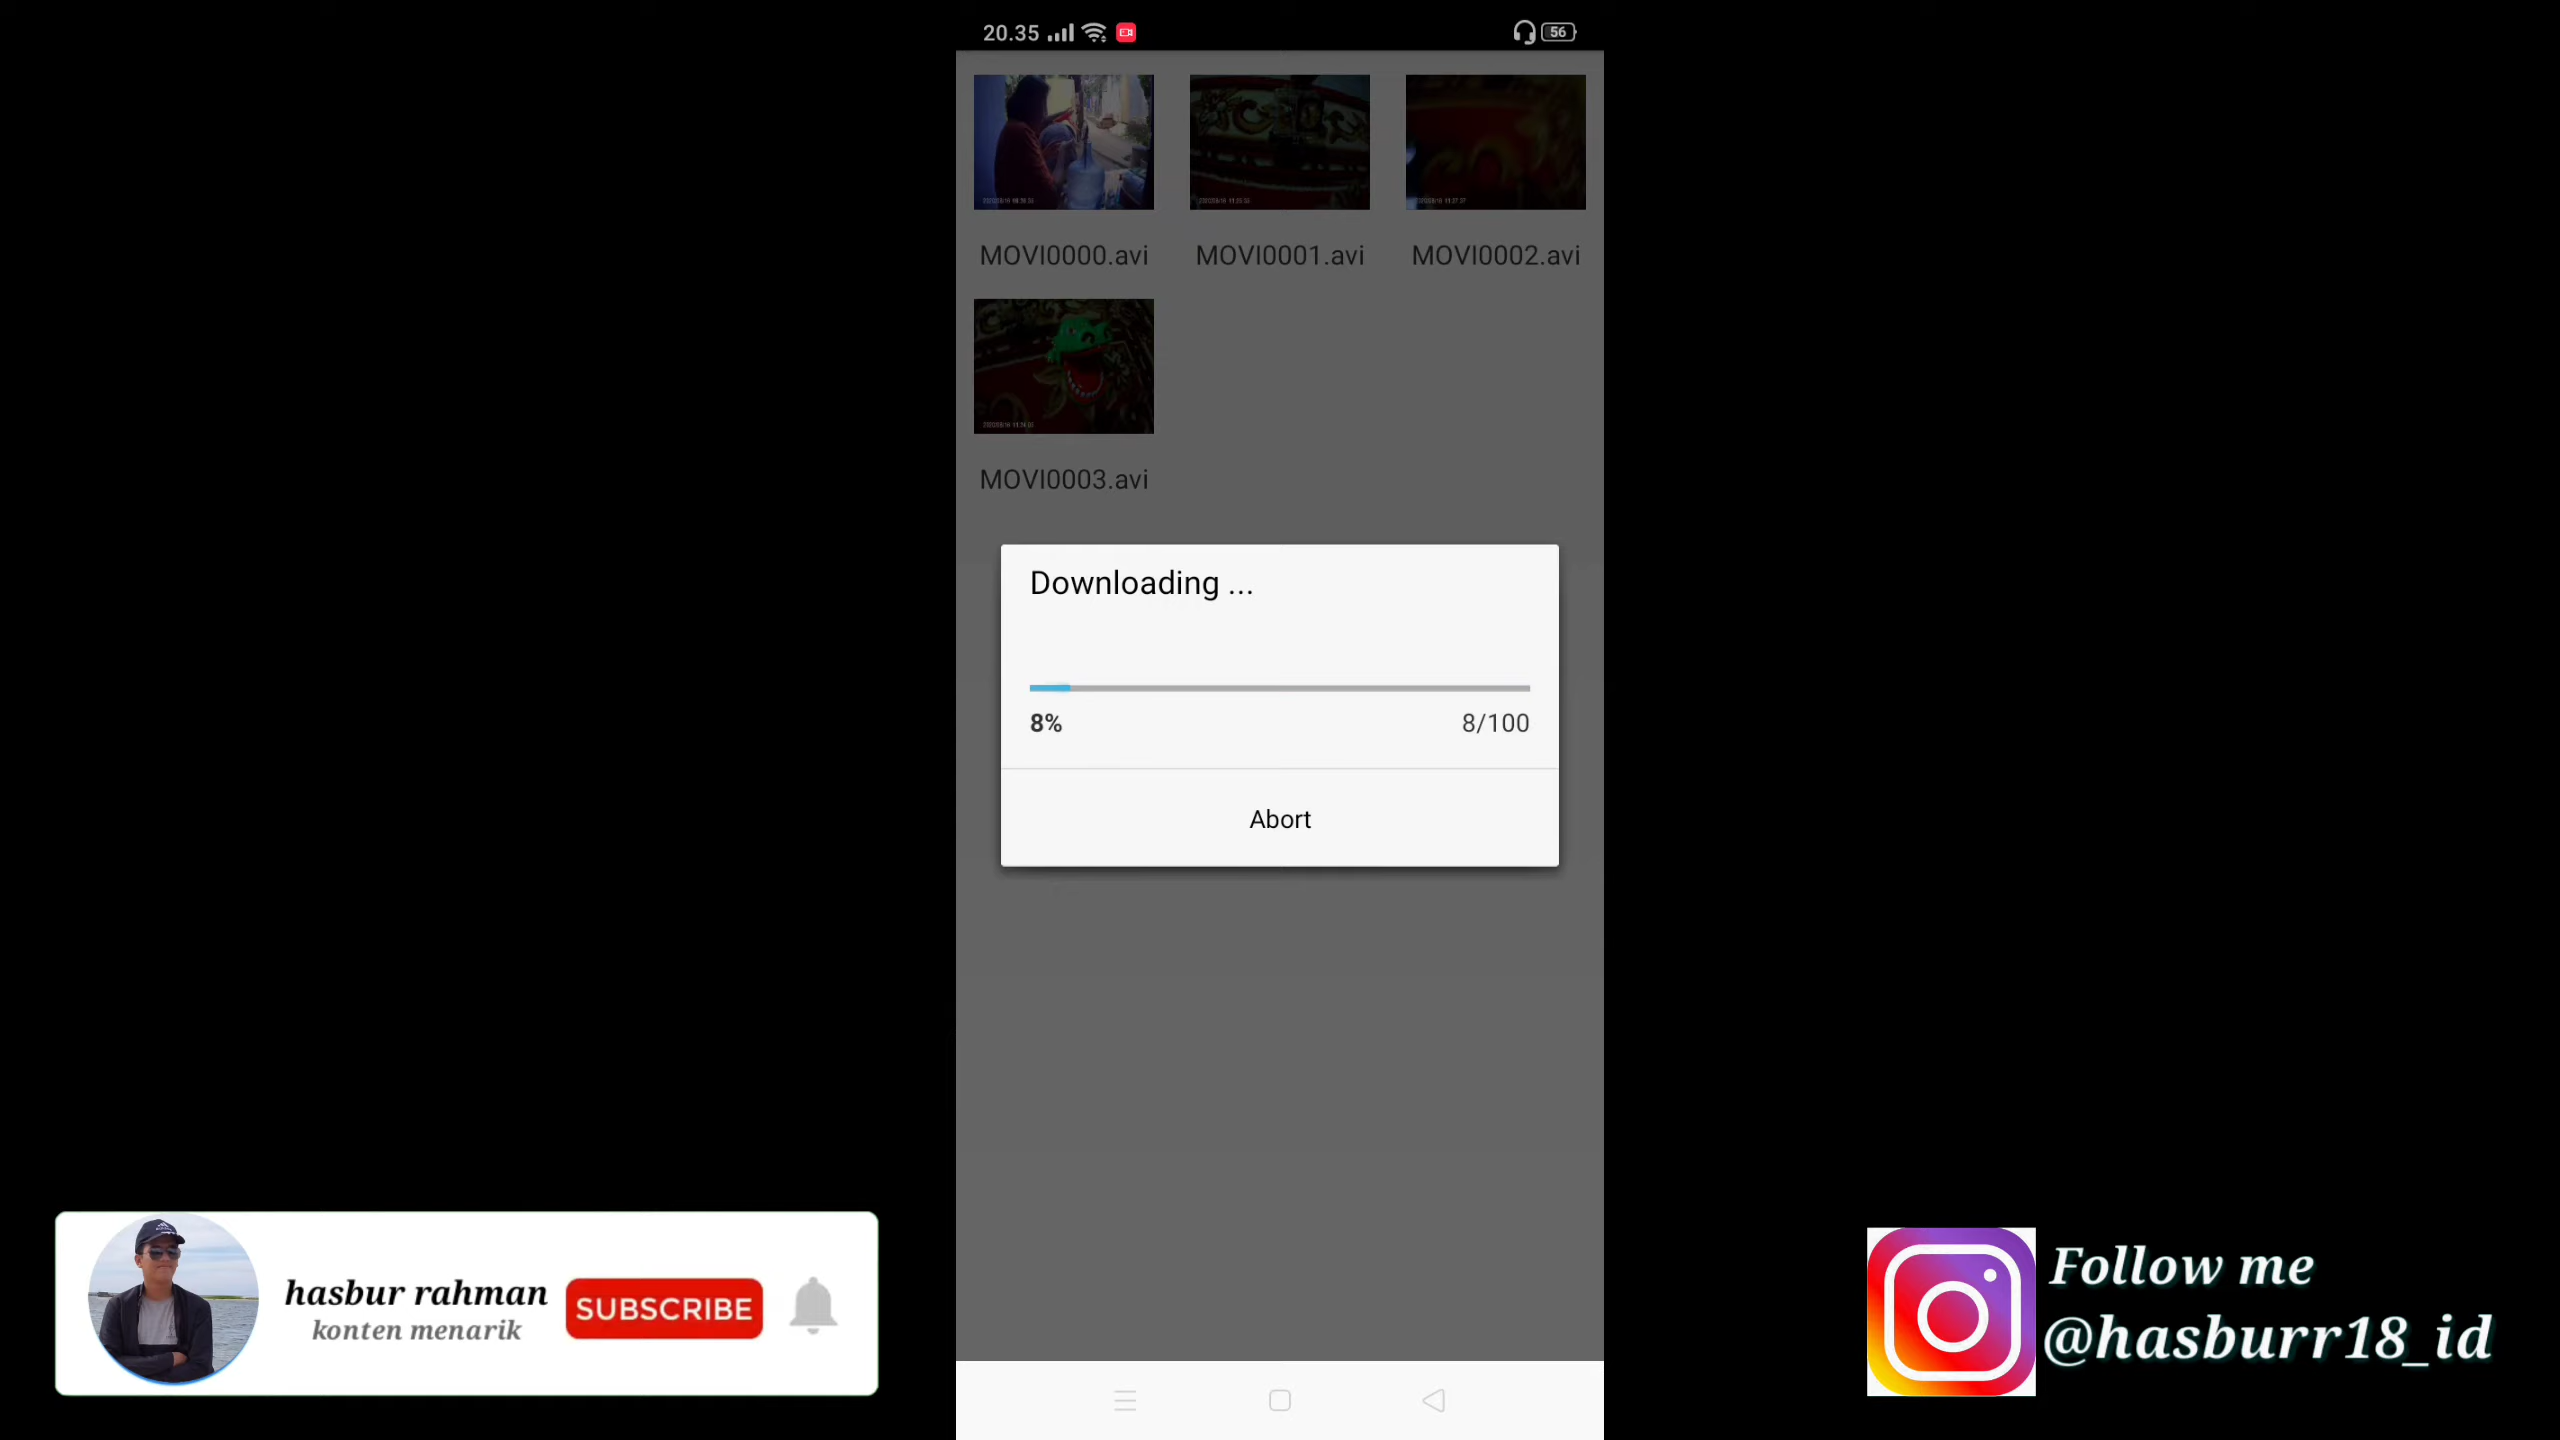 20.35
56
MOVI0000.avi
MOVI0001.avi
MOVI0002.avi
MOVI0003.avi
Downloading ...
8%
8/100
Abort
hasbur rahman
konten menarik
SUBSCRIBE
Follow me
@hasburr18_id